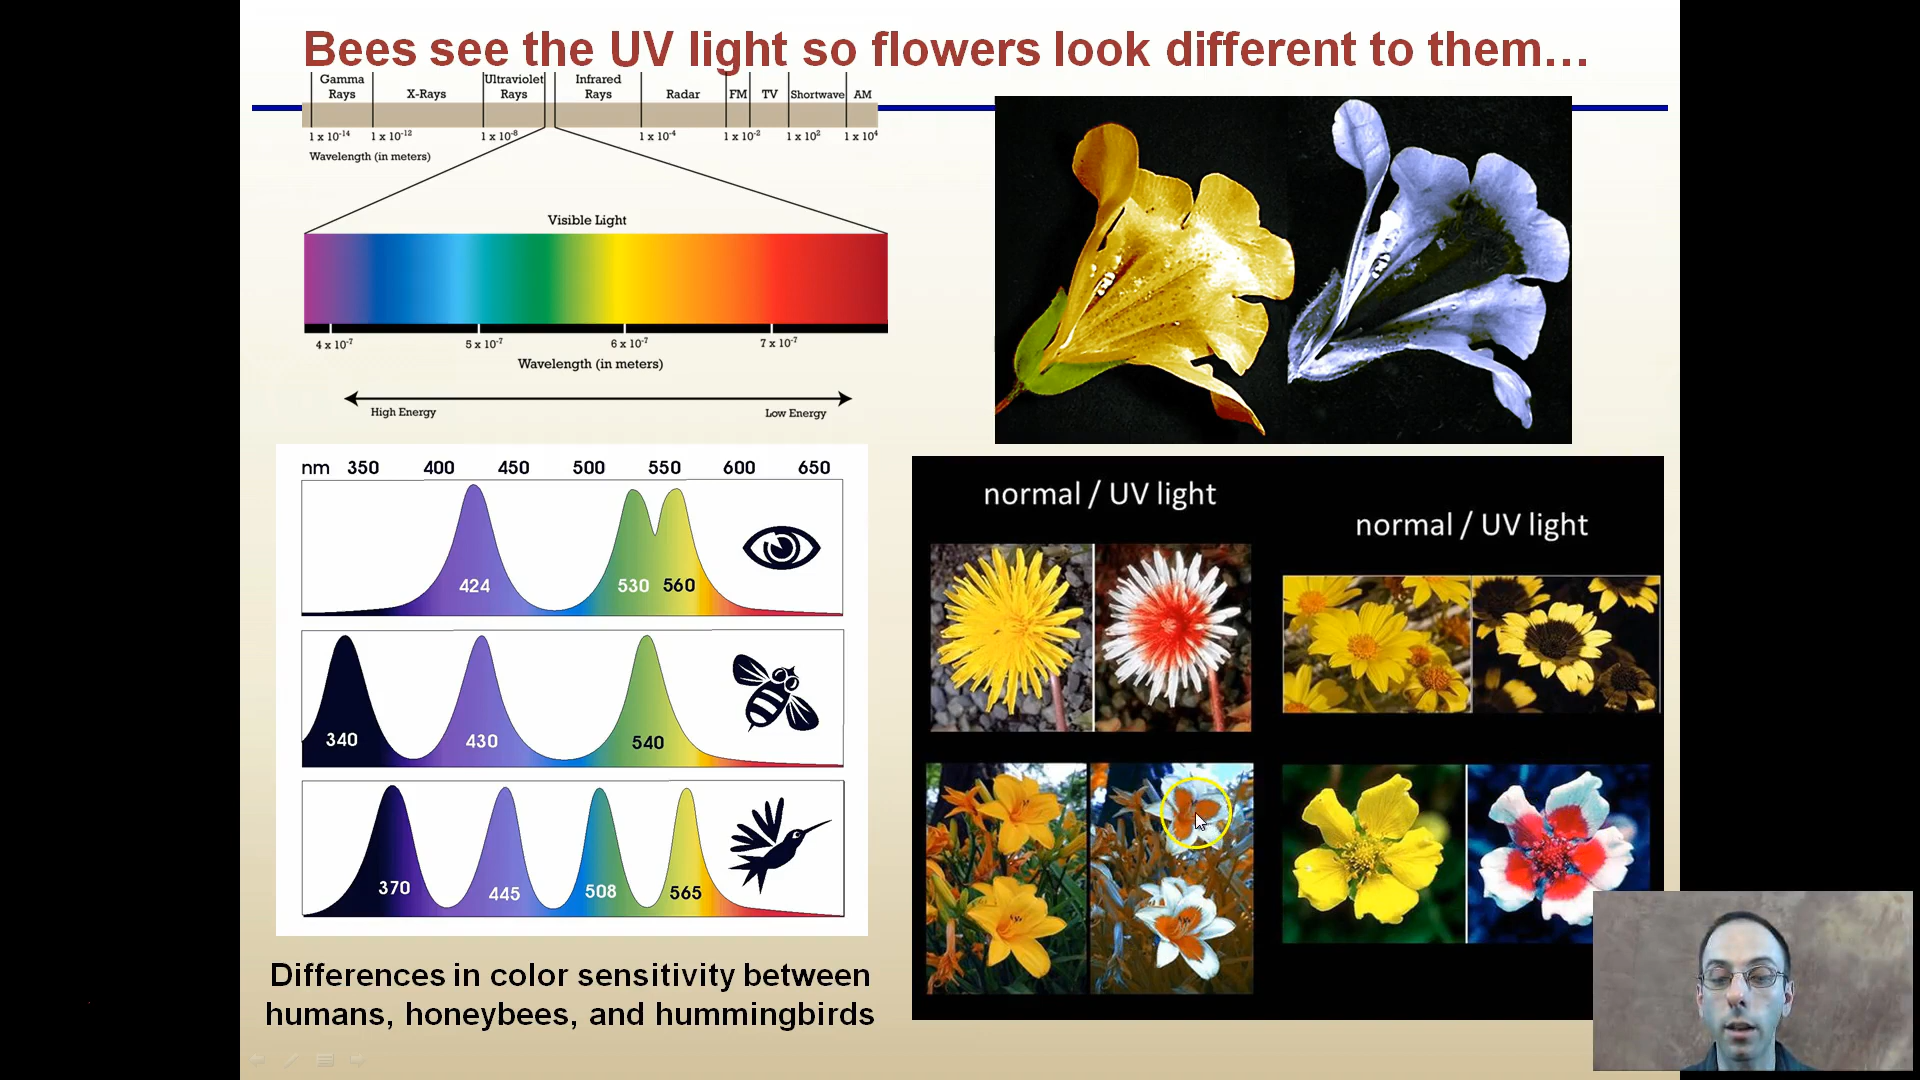 Bees see the UV light so flowers look different to them...
Gamma Rays
X-Rays
Ultraviolet Rays
Infrared Rays
Radar
FM
TV
Shortwave
AM
1 x 10-14
1 x 10-12
1 x 10-8
1 x 10-4
1 x 10-2
1 x 102
1 x 104
Wavelength (in meters)
Visible Light
4 x 10-7
5 x 10-7
6 x 10-7
7 x 10-7
Wavelength (in meters)
High Energy
Low Energy
nm 350 400 450 500 550 600 650
424 530 560
340 430 540
370 445 508 565
Differences in color sensitivity between
humans, honeybees, and hummingbirds
normal / UV light
normal / UV light